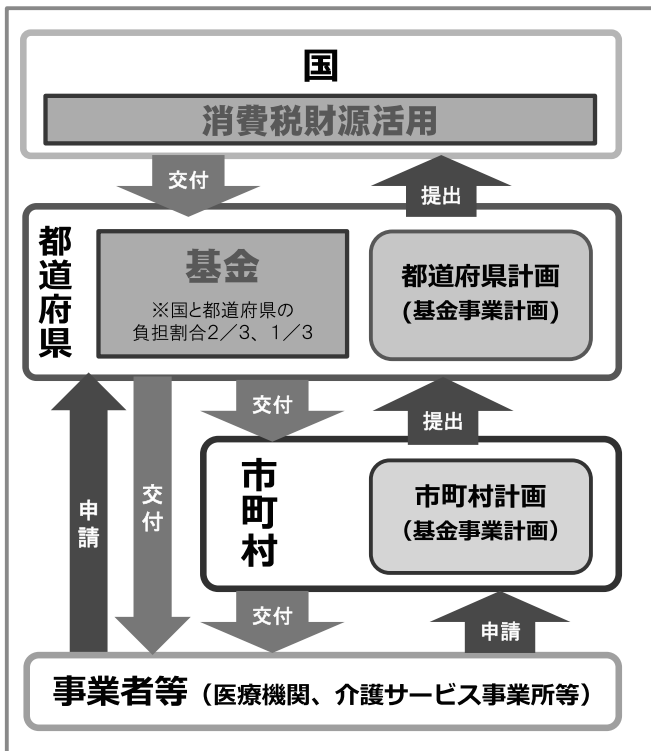 国
消費税財源活用
交付
提出
都道府県
基金
※国と都道府県の
負担割合2／3、1／3
都道府県計画
(基金事業計画)
交付
提出
申請
交付
市町村
市町村計画
（基金事業計画）
交付
申請
事業者等（医療機関、介護サービス事業所等）